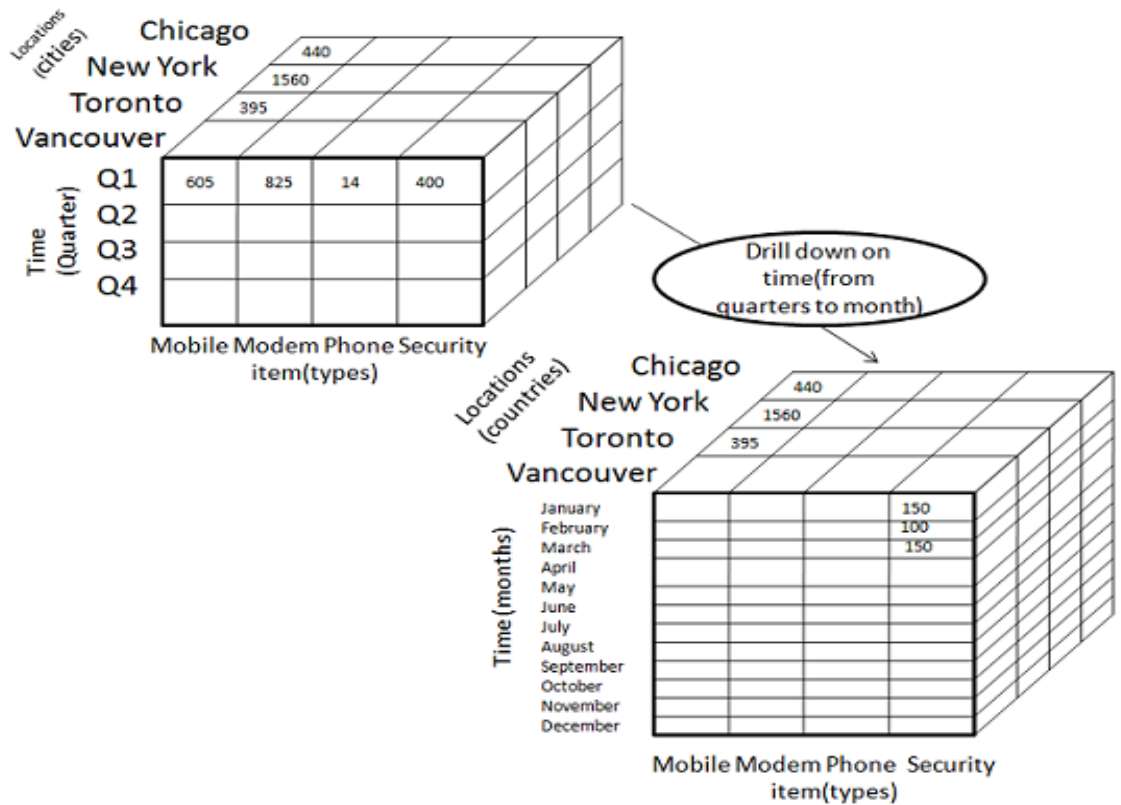 Locations
(cities)
Chicago
New York
Toronto
Vancouver
440
1560
395
Time
(Quarter)
Q1
Q2
Q3
Q4
605 825 14 400
Mobile Modem Phone Security
item(types)
Drill down on
time(from
quarters to month)
Locations
(countries)
Chicago
New York
Toronto
Vancouver
440
1560
395
Time(months)
January
February
March
April
May
June
July
August
September
October
November
December
150
100
150
Mobile Modem Phone Security
item(types)